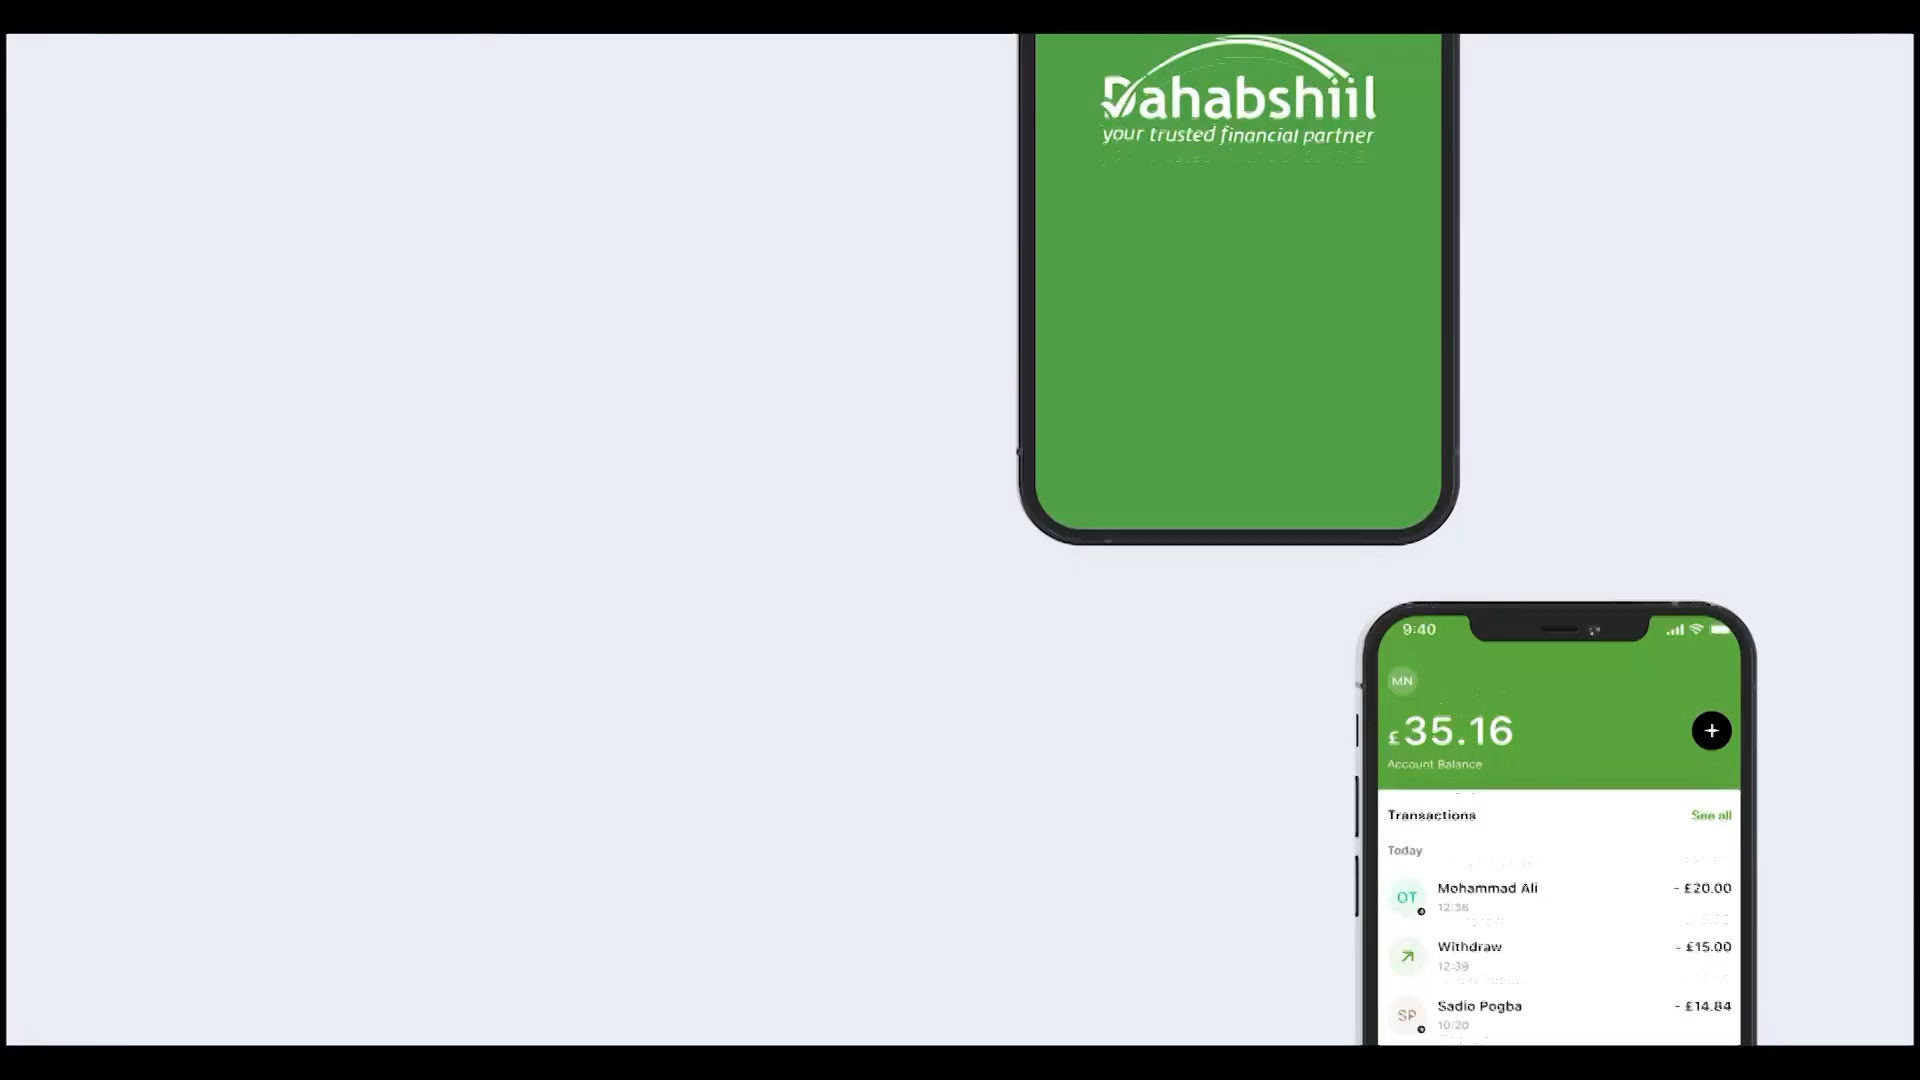 Dahabshiil
your trusted financial partner
9:40
MN
£35.16
Account Balance
Transactions
See all
Today
OT
Mohammad Ali
- £20.00
12:36
Withdraw
- £15.00
12:39
SP
Sadio Pogba
- £14.84
10:20